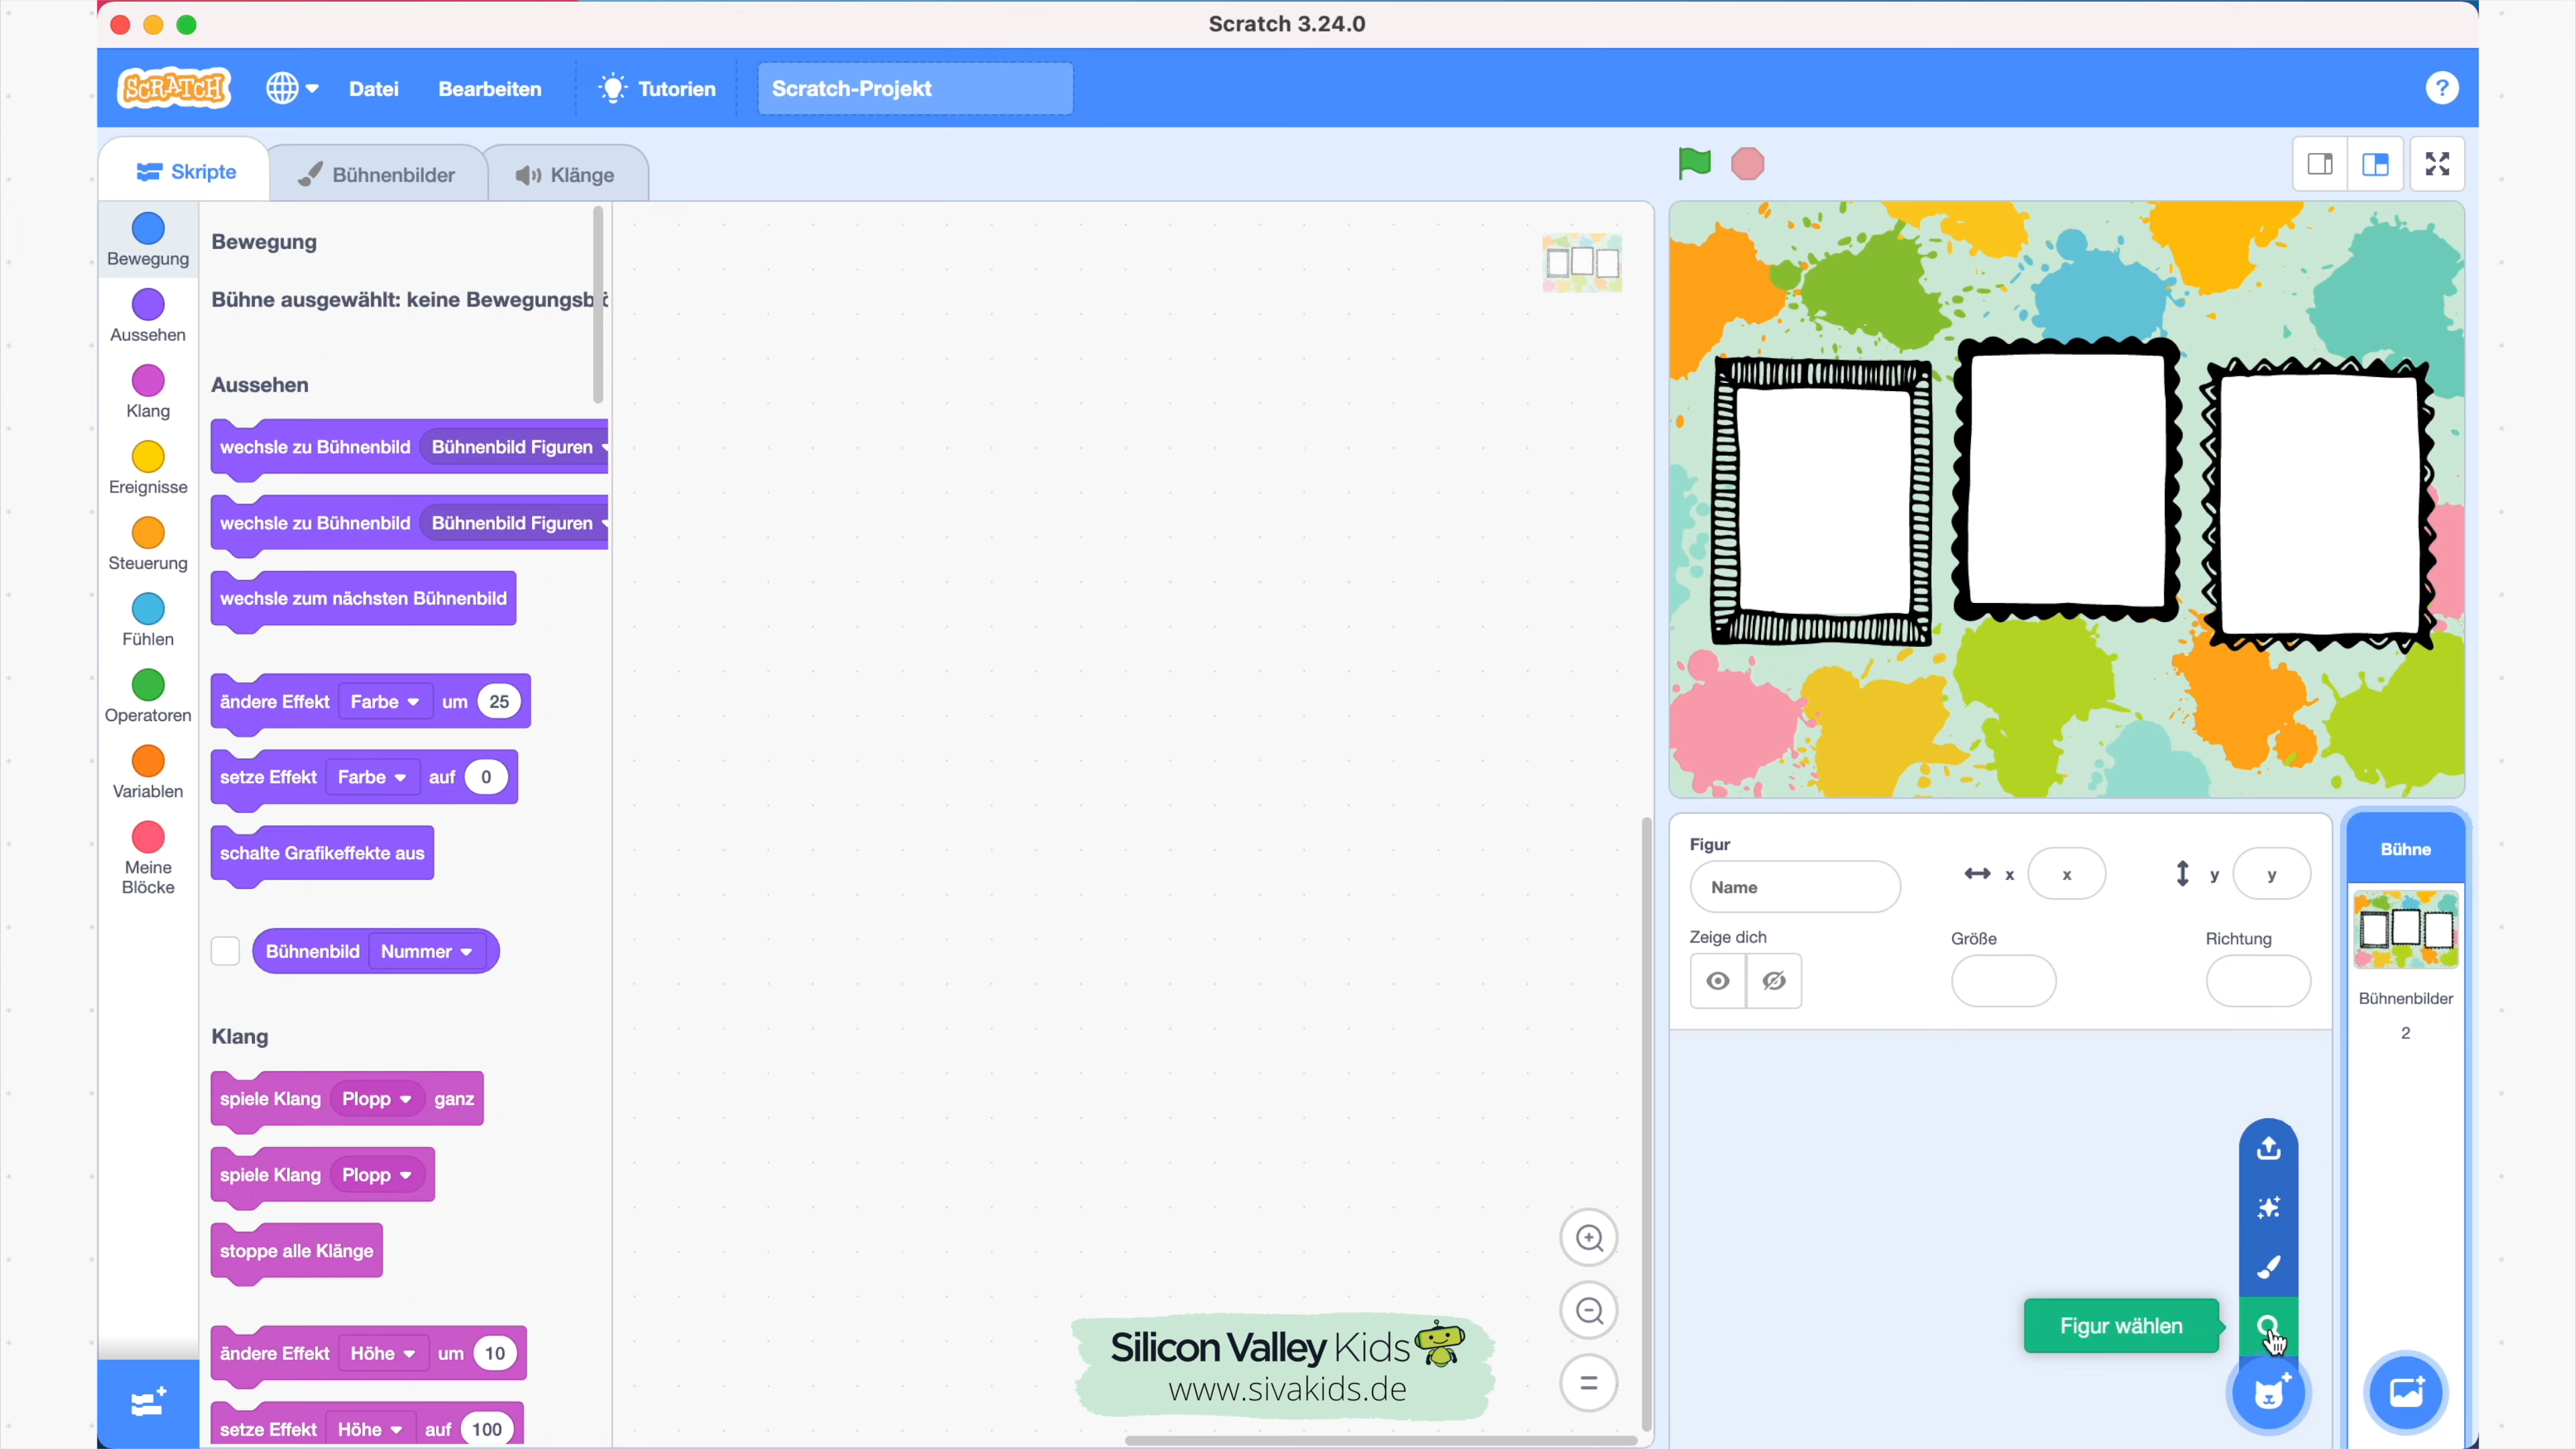 Scratch 3.24.0
SCRATCH
Datei
Bearbeiten
Tutorien
Scratch-Projekt
?
Skripte
Bühnenbilder
Klänge
Bewegung
Aussehen
Klang
Ereignisse
Steuerung
Fühlen
Operatoren
Variablen
Meine
Blöcke
Bewegung
Bühne ausgewählt: keine
Aussehen
wechsle zu Bühnenbild Bühnenbild Figuren
wechsle zu Bühnenbild Bühnenbild Figuren
wechsle zum nächsten Bühnenbild
ändere Effekt Farbe um 25
setze Effekt Farbe auf 0
schalte Grafikeffekte aus
Bühnenbild Nummer
Klang
spiele Klang Plopp ganz
spiele Klang Plopp
stoppe alle Klänge
ändere Effekt Höhe um 10
setze Effekt Höhe auf 100
Silicon Valley Kids
www.sivakids.de
Figur
Name
x x
y y
Zeige dich
Größe
Richtung
Figur wählen
Bühne
Bühnenbilder
2